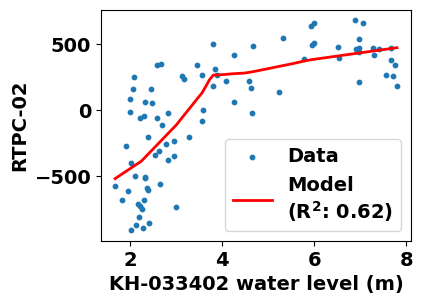 500
0
−500
RTPC-02
Data
Model
(R²: 0.62)
2 4 6 8
KH-033402 water level (m)